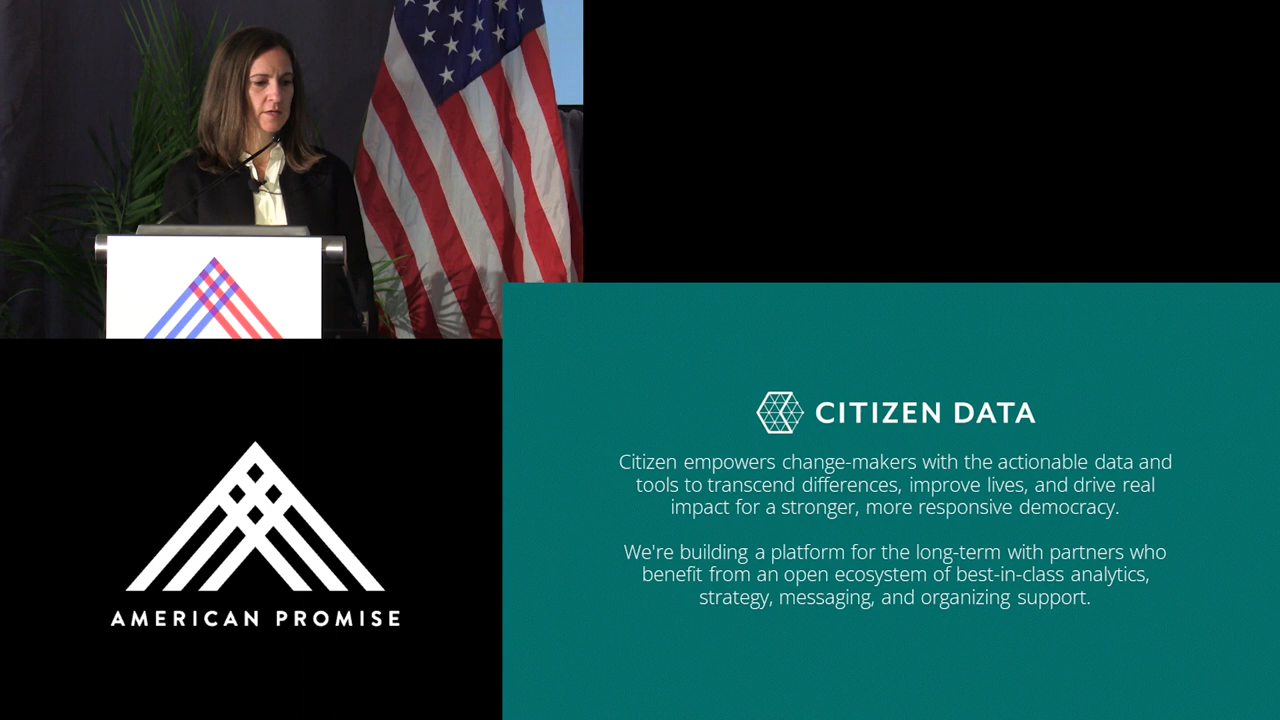 CITIZEN DATA
Citizen empowers change-makers with the actionable data and
tools to transcend differences, improve lives, and drive real
impact for a stronger, more responsive democracy.
We're building a platform for the long-term with partners who
benefit from an open ecosystem of best-in-class analytics,
strategy, messaging, and organizing support.
AMERICAN PROMISE